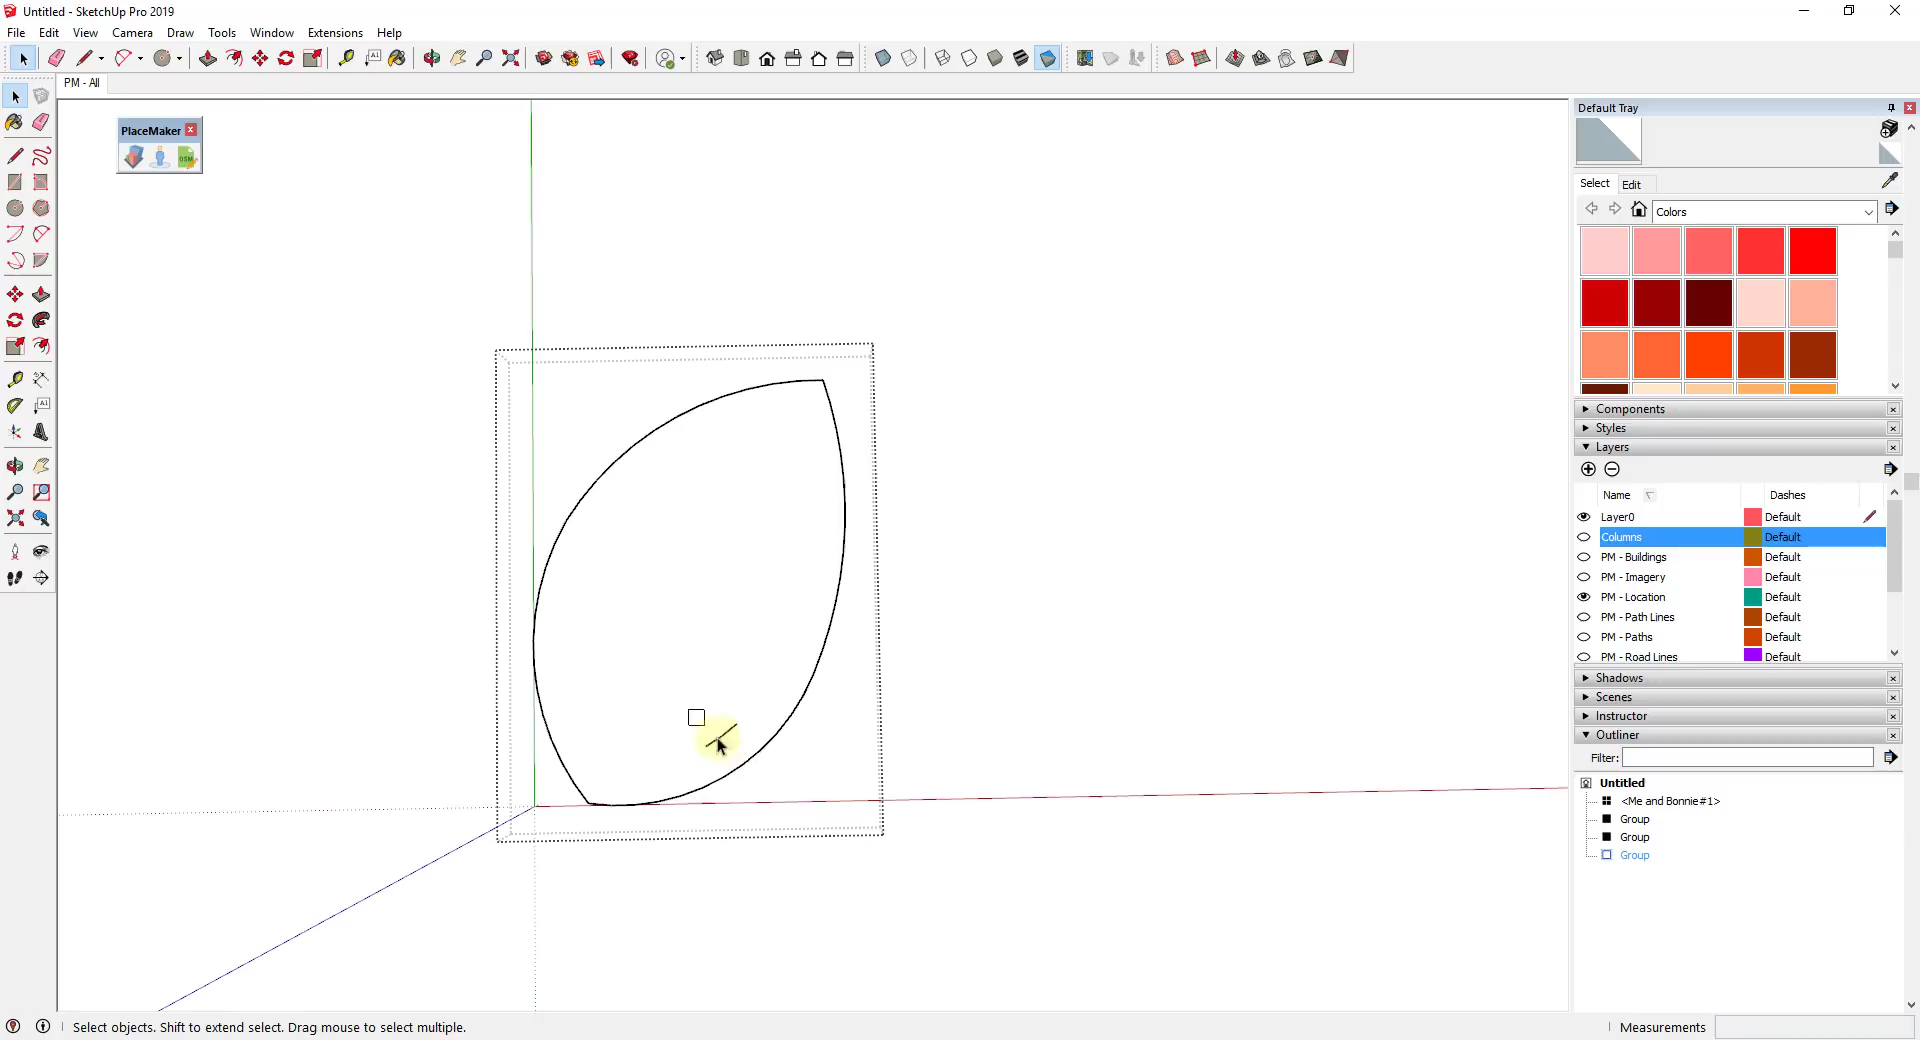 Untitled - SketchUp Pro 2019
File Edit View Camera Draw Tools Window Extensions Help
PM - All
PlaceMaker
OSM
Default Tray
Select Edit
Colors
Components
Styles
Layers
Name Dashes
Layer0 Default
Columns Default
PM - Buildings Default
PM - Imagery Default
PM - Location Default
PM - Path Lines Default
PM - Paths Default
PM - Road Lines Default
Shadows
Scenes
Instructor
Outliner
Filter:
Untitled
<Me and Bonnie#1>
Group
Group
Group
Select objects. Shift to extend select. Drag mouse to select multiple.
Measurements